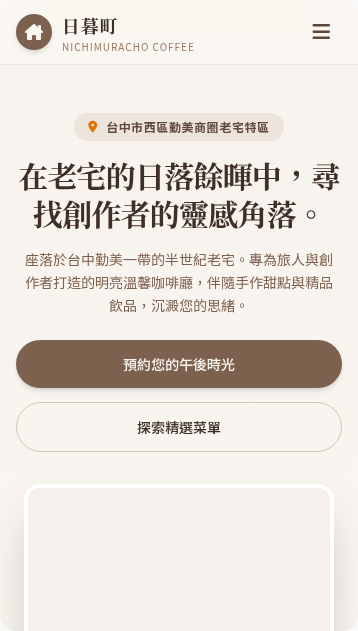 日暮町
NICHIMURACHO COFFEE
台中市西區勤美商圈老宅特區
在老宅的日落餘暉中，尋
找創作者的靈感角落。
座落於台中勤美一帶的半世紀老宅。專為旅人與創
作者打造的明亮溫馨咖啡廳，伴隨手作甜點與精品
飲品，沉澱您的思緒。
預約您的午後時光
探索精選菜單